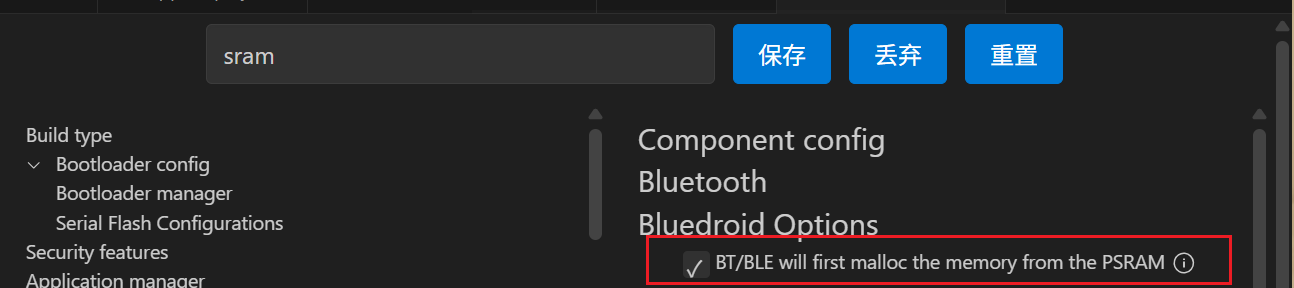 sram
保存
丢弃
重置
Build type
Bootloader config
Bootloader manager
Serial Flash Configurations
Security features
Application manager
Component config
Bluetooth
Bluedroid Options
BT/BLE will first malloc the memory from the PSRAM